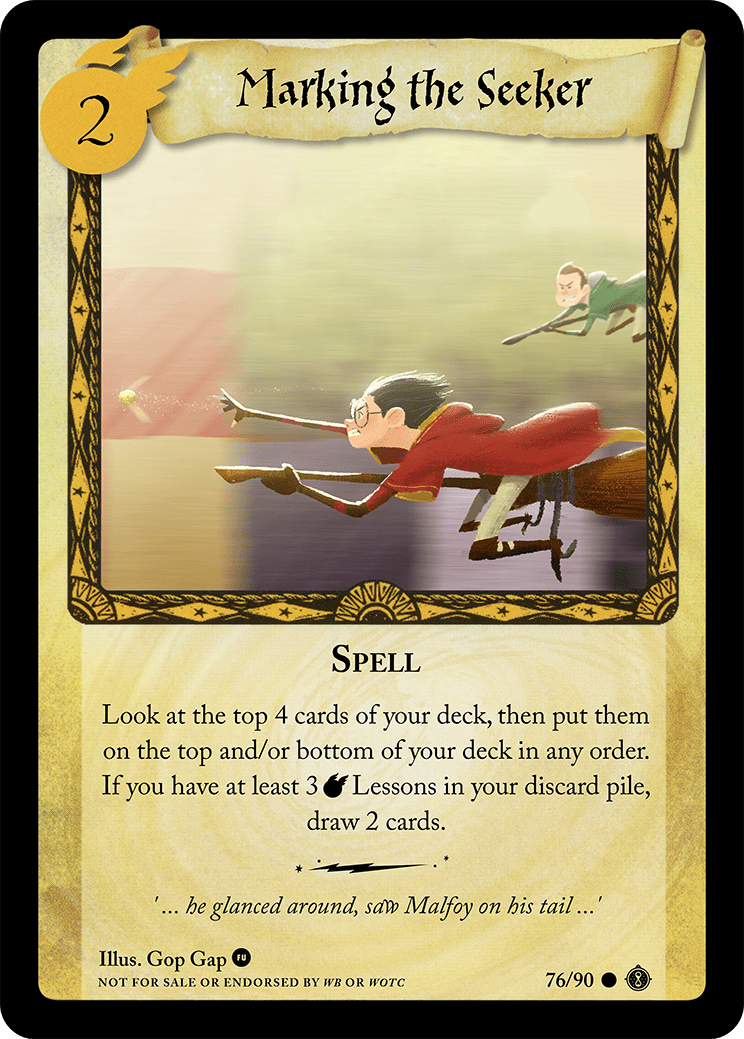 2
Marking the Seeker
Spell
Look at the top 4 cards of your deck, then put them
on the top and/or bottom of your deck in any order.
If you have at least 3 Lessons in your discard pile,
draw 2 cards.
' ... he glanced around, saw Malfoy on his tail ...'
Illus. Gop Gap FU
NOT FOR SALE OR ENDORSED BY WB OR WOTC
76/90